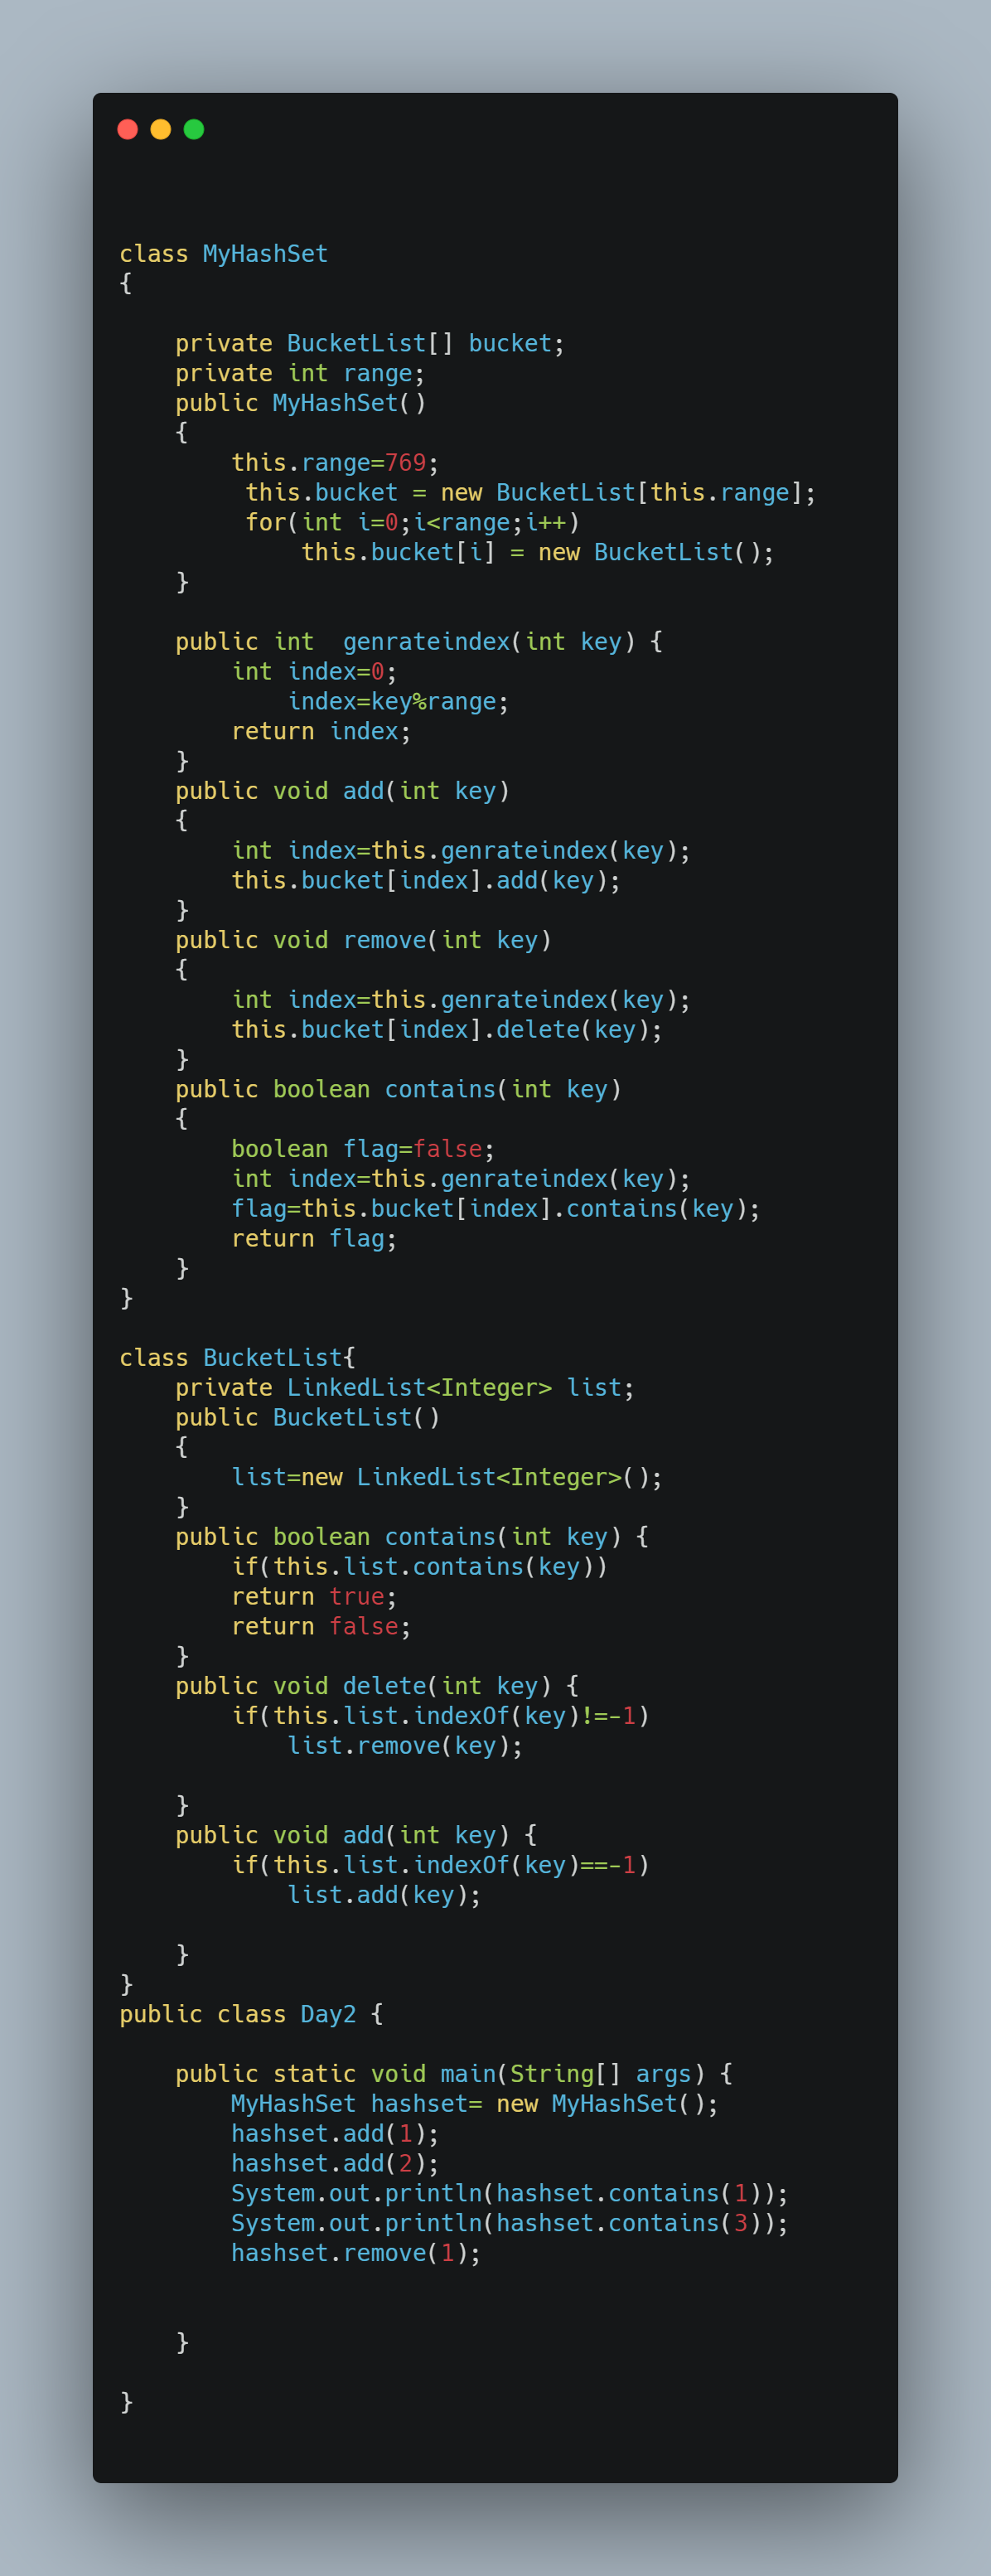 class MyHashSet
{
    private BucketList[] bucket;
    private int range;
    public MyHashSet()
    {
        this.range=769;
         this.bucket = new BucketList[this.range];
         for(int i=0;i<range;i++)
             this.bucket[i] = new BucketList();
    }
    public int  genrateindex(int key) {
        int index=0;
            index=key%range;
        return index;
    }
    public void add(int key)
    {
        int index=this.genrateindex(key);
        this.bucket[index].add(key);
    }
    public void remove(int key)
    {
        int index=this.genrateindex(key);
        this.bucket[index].delete(key);
    }
    public boolean contains(int key)
    {
        boolean flag=false;
        int index=this.genrateindex(key);
        flag=this.bucket[index].contains(key);
        return flag;
    }
}
class BucketList{
    private LinkedList<Integer> list;
    public BucketList()
    {
        list=new LinkedList<Integer>();
    }
    public boolean contains(int key) {
        if(this.list.contains(key))
        return true;
        return false;
    }
    public void delete(int key) {
        if(this.list.indexOf(key)!=-1)
            list.remove(key);
    }
    public void add(int key) {
        if(this.list.indexOf(key)==-1)
            list.add(key);
    }
}
public class Day2 {
    public static void main(String[] args) {
        MyHashSet hashset= new MyHashSet();
        hashset.add(1);
        hashset.add(2);
        System.out.println(hashset.contains(1));
        System.out.println(hashset.contains(3));
        hashset.remove(1);
    }
}